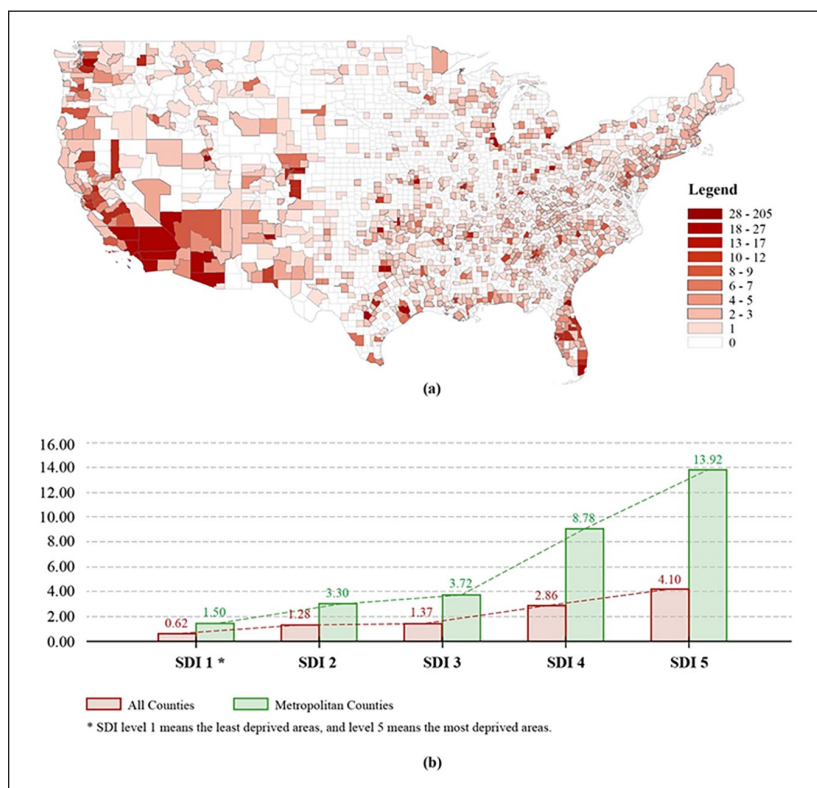 Legend
28 - 205
18 - 27
13 - 17
10 - 12
8 - 9
6 - 7
4 - 5
2 - 3
1
0
(a)
16.00
14.00
12.00
10.00
8.00
6.00
4.00
2.00
0.00
0.62
1.50
1.28
3.30
1.37
3.72
2.86
8.78
4.10
13.92
SDI 1 * SDI 2 SDI 3 SDI 4 SDI 5
All Counties Metropolitan Counties
* SDI level 1 means the least deprived areas, and level 5 means the most deprived areas.
(b)